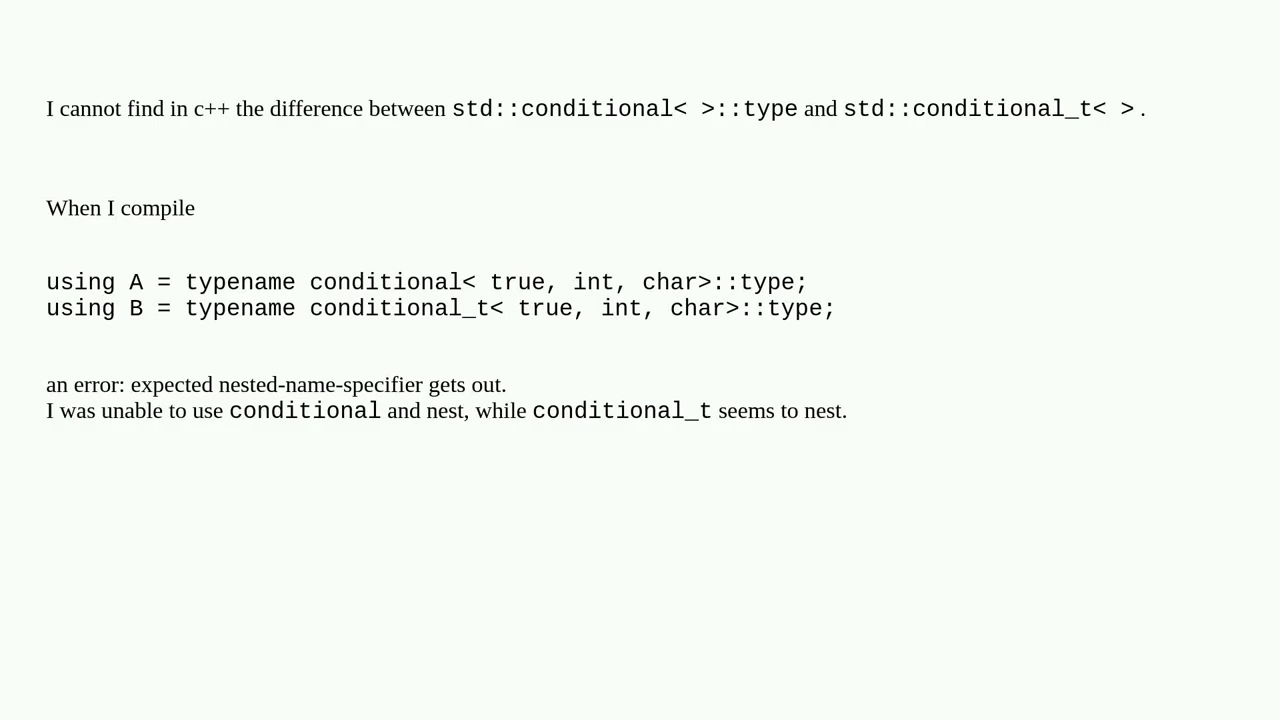 I cannot find in c++ the difference between std::conditional< >::type and std::conditional_t< > .
When I compile
using A = typename conditional< true, int, char>::type;
using B = typename conditional_t< true, int, char>::type;
an error: expected nested-name-specifier gets out.
I was unable to use conditional and nest, while conditional_t seems to nest.